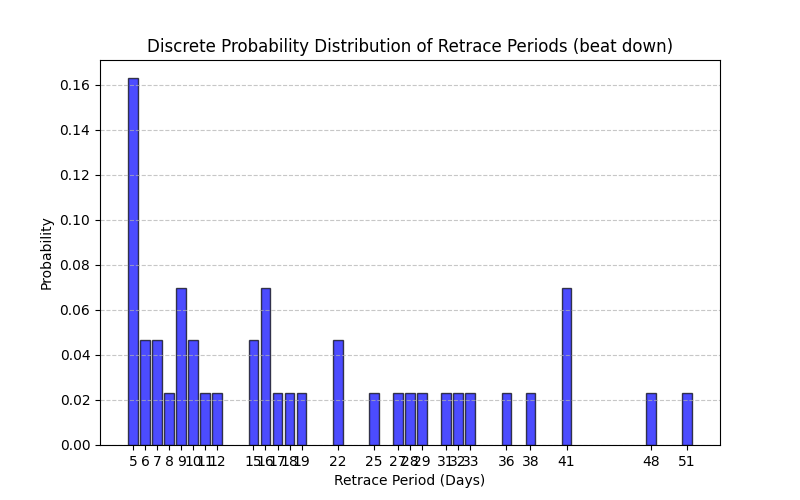 Discrete Probability Distribution of Retrace Periods (beat down)
Probability
0.16
0.14
0.12
0.10
0.08
0.06
0.04
0.02
0.00
5 6 7 8 9 10 11 12 15 16 17 18 19 22 25 27 28 29 31 32 33 36 38 41 48 51
Retrace Period (Days)